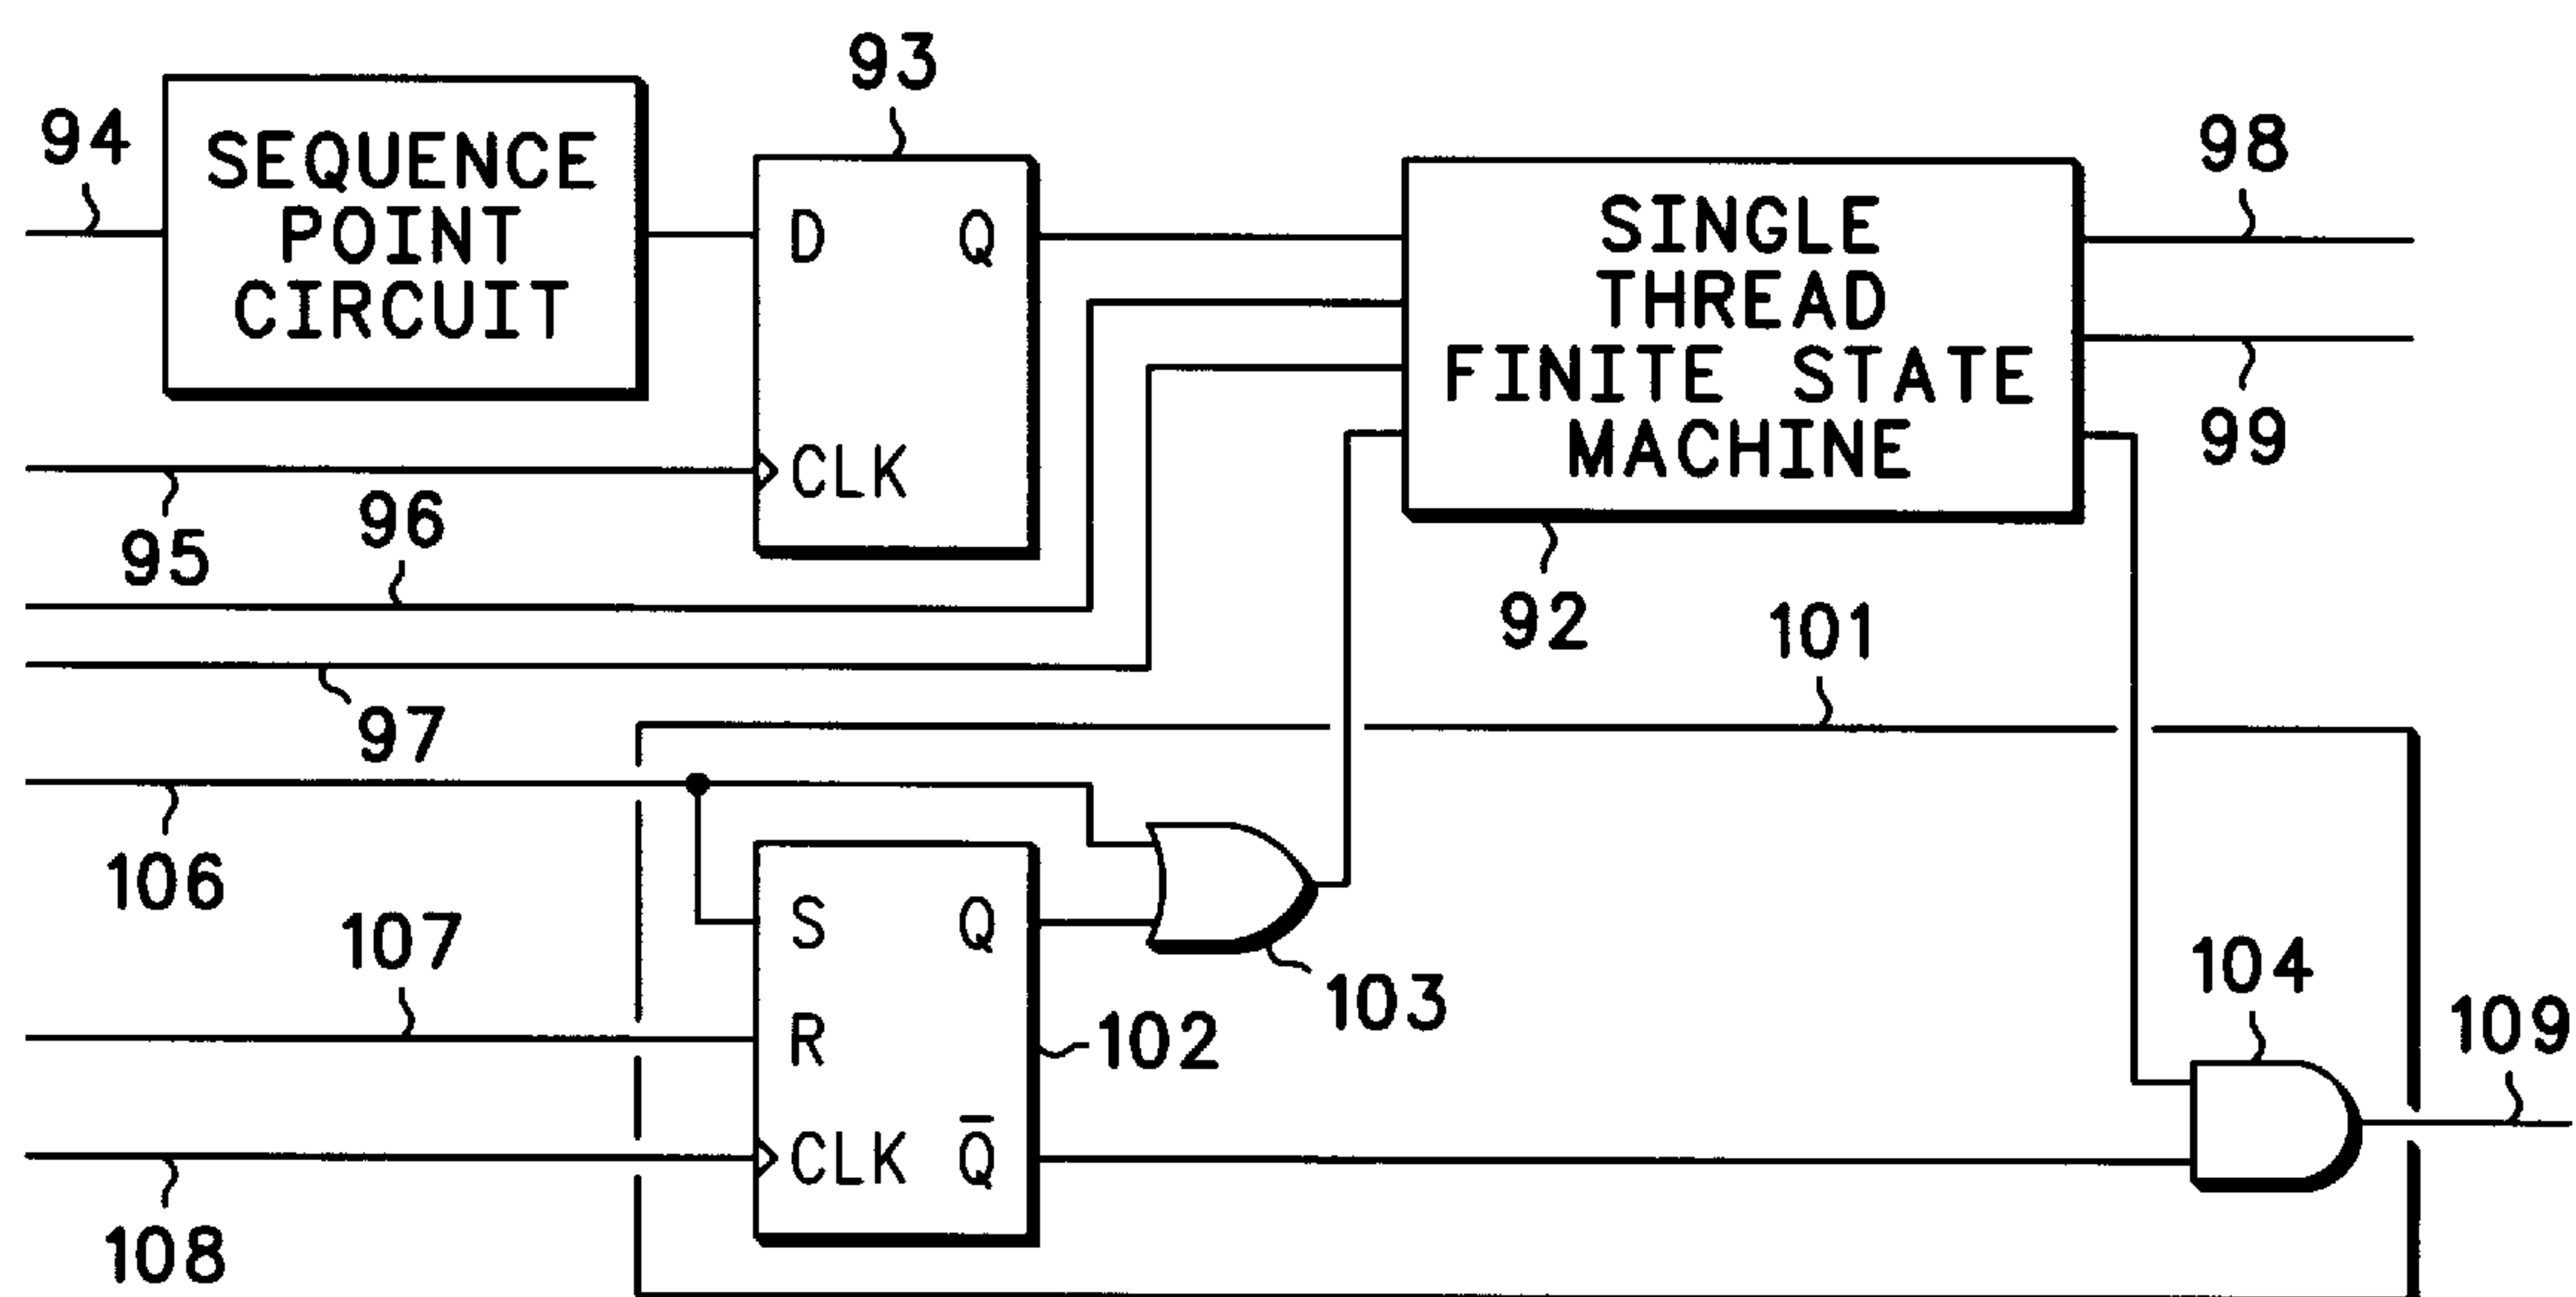 93
94
SEQUENCE
POINT
CIRCUIT
D Q
CLK
98
SINGLE
THREAD
FINITE STATE
MACHINE
99
95
96
92
101
97
106
S Q
R
CLK Q̅
103
107
102
104
109
108